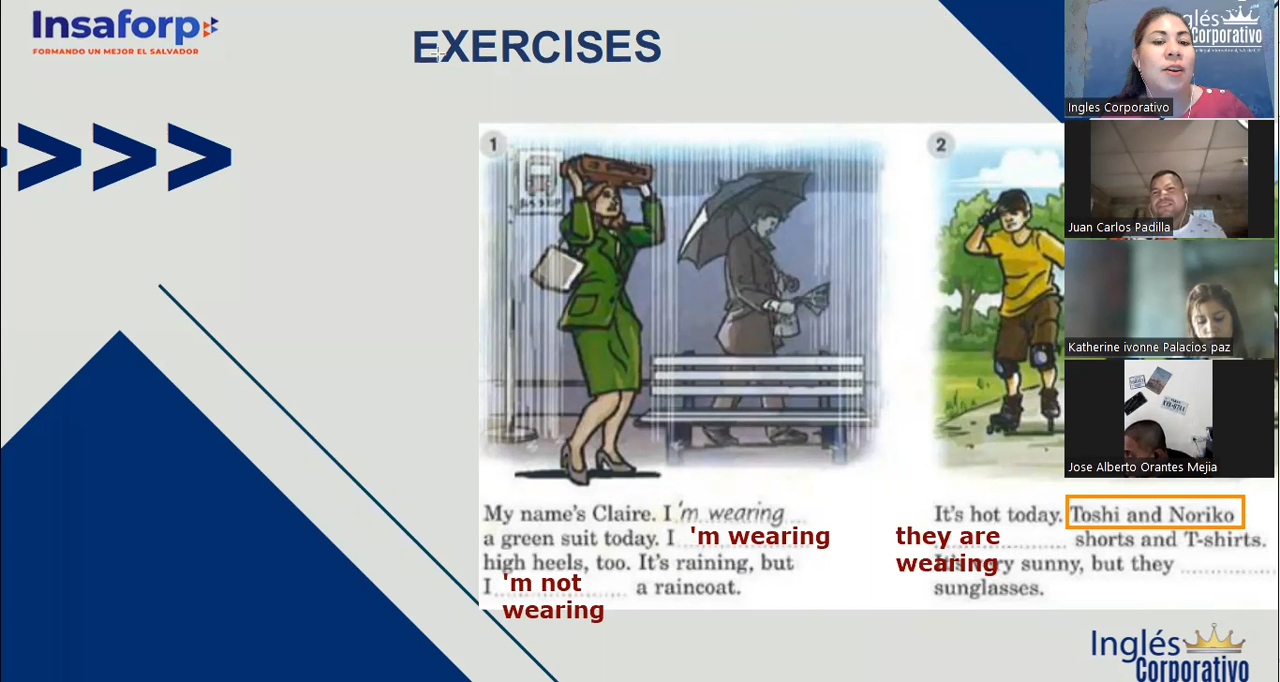 Insaforp
FORMANDO UN MEJOR EL SALVADOR
EXERCISES
1
2
My name's Claire. I 'm wearing
a green suit today. I 'm wearing
high heels, too. It's raining, but
I 'm not wearing a raincoat.
It's hot today. Toshi and Noriko
they are wearing shorts and T-shirts.
It's very sunny, but they
sunglasses.
glés
Corporativo
Ingles Corporativo
Juan Carlos Padilla
Katherine ivonne Palacios paz
Jose Alberto Orantes Mejia
Inglés
Corporativo